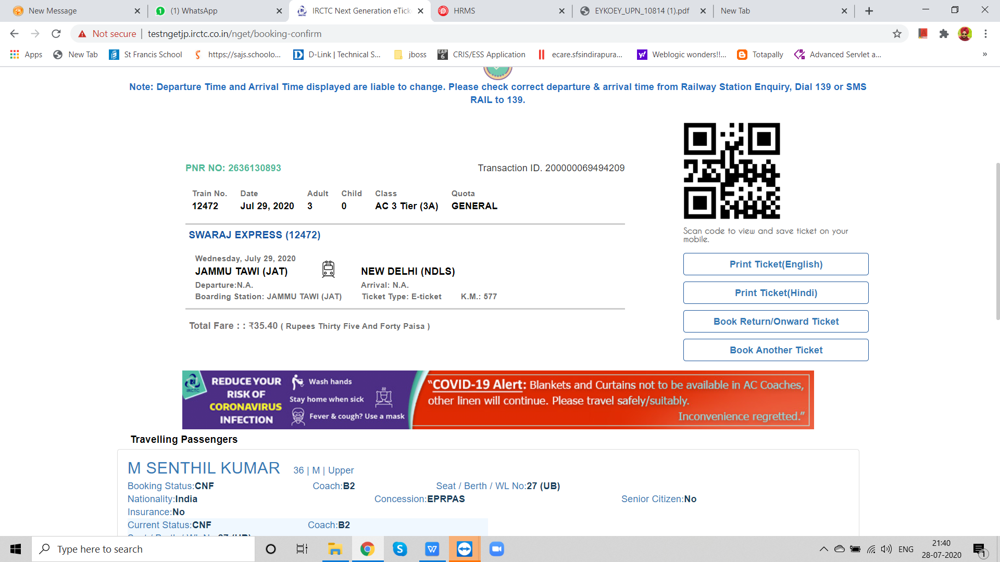 New Message
(1) WhatsApp
IRCTC Next Generation eTick
HRMS
EYKOEY_UPN_10814 (1).pdf
New Tab
Not secure | testngetjp.irctc.co.in/nget/booking-confirm
Apps
New Tab
St Francis School
https://sajs.schoolo...
D-Link | Technical S...
jboss
CRIS/ESS Application
ecare.sfsindirapura...
Weblogic wonders!!...
Totapally
Advanced Servlet a...
»
Note: Departure Time and Arrival Time displayed are liable to change. Please check correct departure & arrival time from Railway Station Enquiry, Dial 139 or SMS
RAIL to 139.
PNR NO: 2636130893
Transaction ID. 200000069494209
Train No. Date Adult Child Class Quota
12472 Jul 29, 2020 3 0 AC 3 Tier (3A) GENERAL
SWARAJ EXPRESS (12472)
Wednesday, July 29, 2020
JAMMU TAWI (JAT) NEW DELHI (NDLS)
Departure:N.A. Arrival: N.A.
Boarding Station: JAMMU TAWI (JAT) Ticket Type: E-ticket K.M.: 577
Total Fare : : ₹35.40 ( Rupees Thirty Five And Forty Paisa )
Scan code to view and save ticket on your
mobile.
Print Ticket(English)
Print Ticket(Hindi)
Book Return/Onward Ticket
Book Another Ticket
IRCTC
REDUCE YOUR
RISK OF
CORONAVIRUS
INFECTION
Wash hands
Stay home when sick
Fever & cough? Use a mask
"COVID-19 Alert: Blankets and Curtains not to be available in AC Coaches,
other linen will continue. Please travel safely/suitably.
Inconvenience regretted."
Travelling Passengers
M SENTHIL KUMAR 36 | M | Upper
Booking Status:CNF Coach:B2 Seat / Berth / WL No:27 (UB)
Nationality:India Concession:EPRPAS Senior Citizen:No
Insurance:No
Current Status:CNF Coach:B2
Type here to search
ENG
21:40
28-07-2020
1